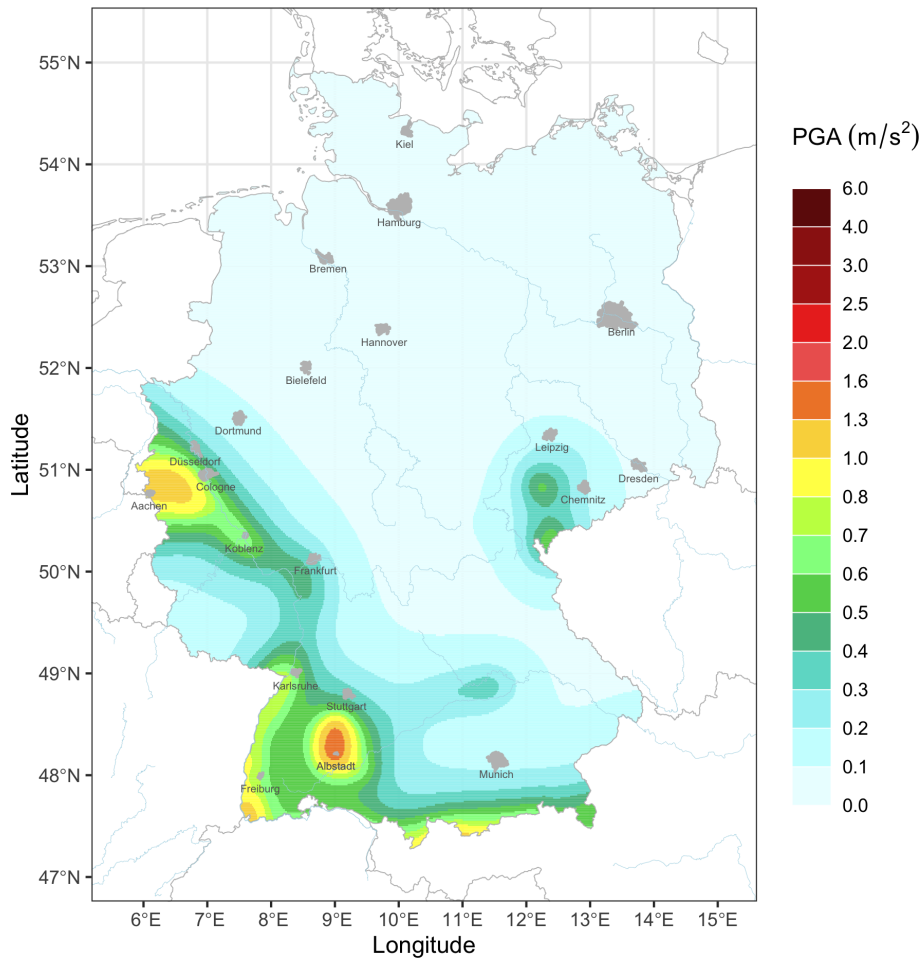 55°N
54°N
53°N
52°N
51°N
50°N
49°N
48°N
47°N
Latitude
Kiel
Hamburg
Bremen
Berlin
Hannover
Bielefeld
Dortmund
Leipzig
Düsseldorf
Dresden
Cologne
Chemnitz
Aachen
Koblenz
Frankfurt
Karlsruhe
Stuttgart
Albstadt
Munich
Freiburg
6°E 7°E 8°E 9°E 10°E 11°E 12°E 13°E 14°E 15°E
Longitude
PGA (m/s²)
6.0
4.0
3.0
2.5
2.0
1.6
1.3
1.0
0.8
0.7
0.6
0.5
0.4
0.3
0.2
0.1
0.0